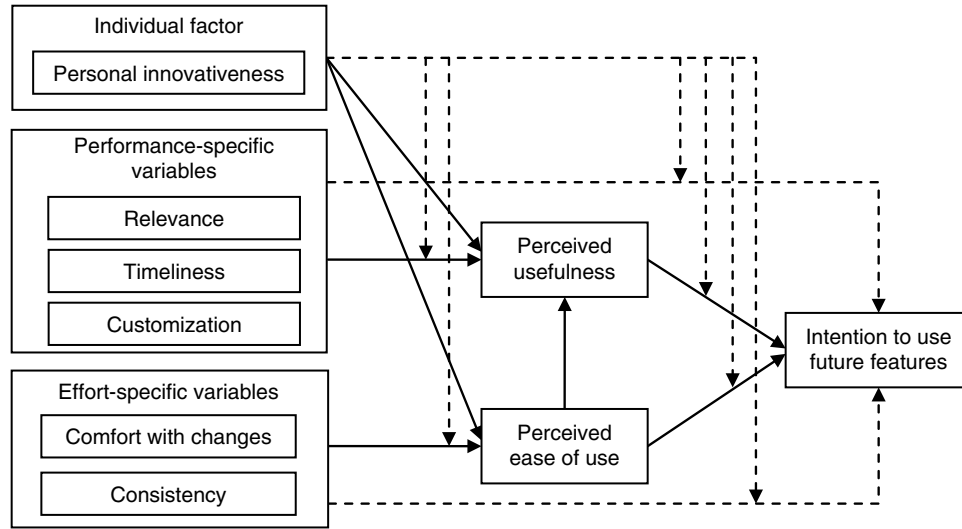 Individual factor
Personal innovativeness
Performance-specific
variables
Relevance
Timeliness
Customization
Effort-specific variables
Comfort with changes
Consistency
Perceived
usefulness
Perceived
ease of use
Intention to use
future features